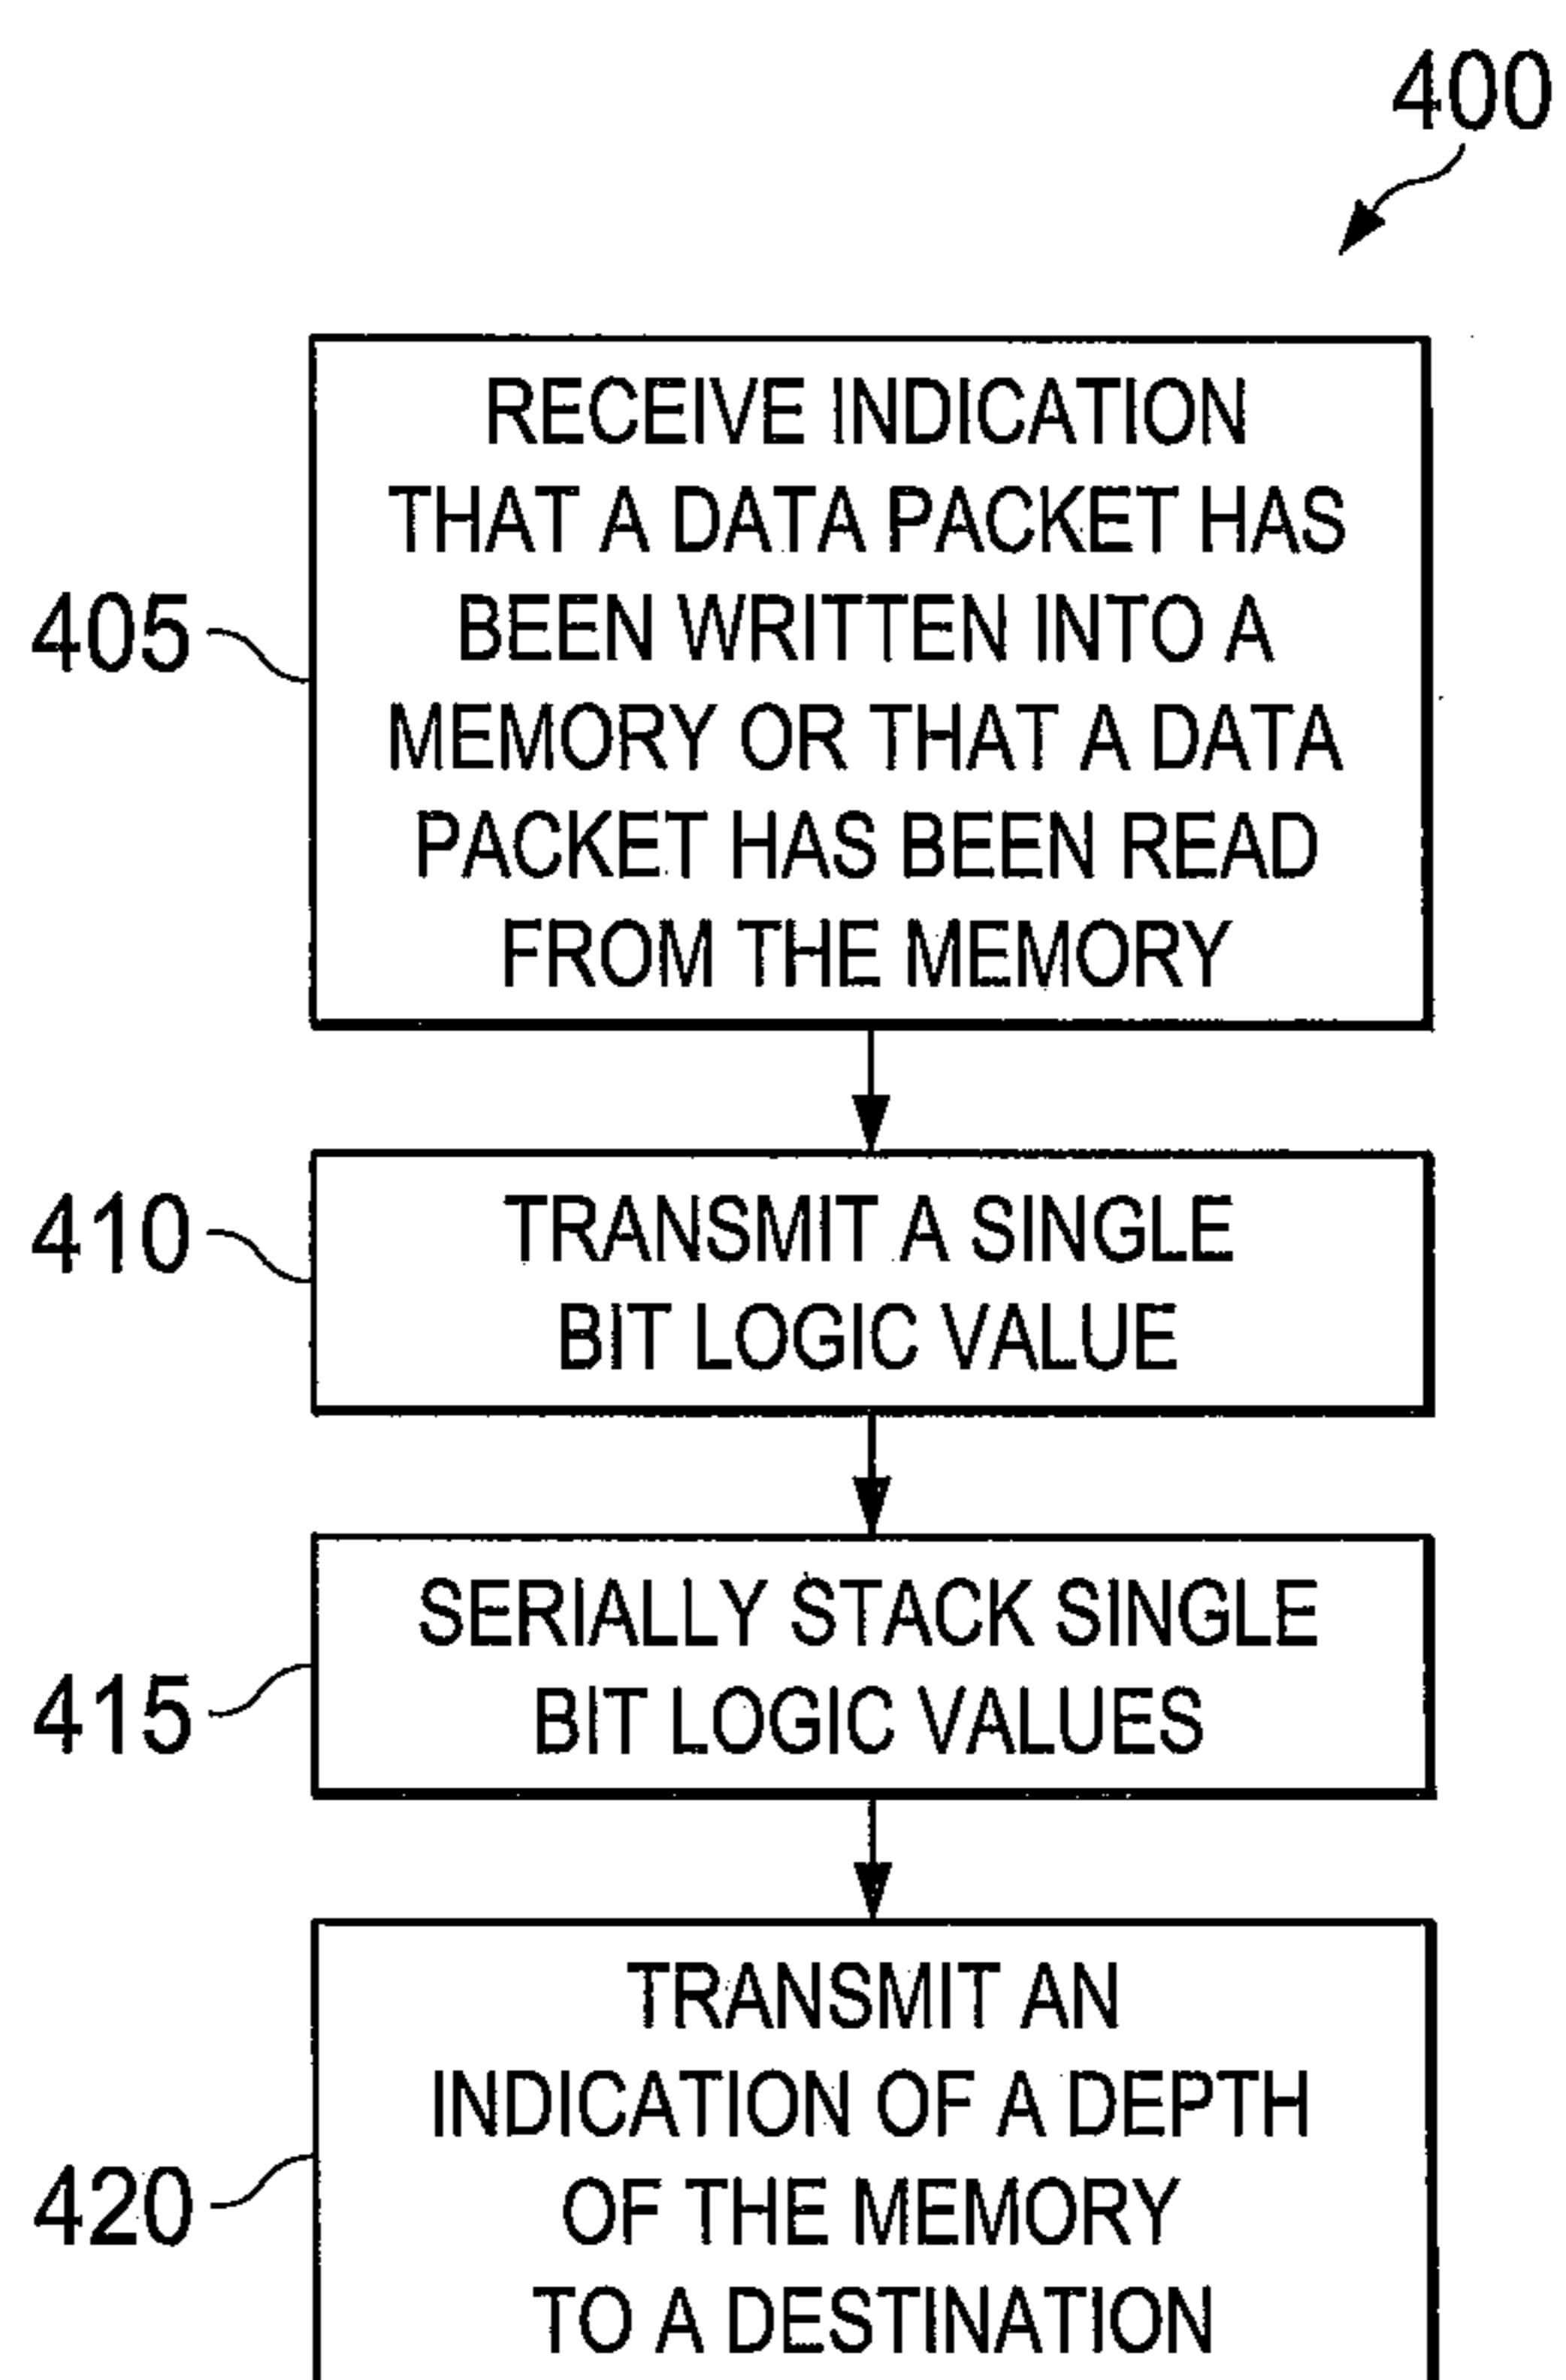 400
RECEIVE INDICATION
THAT A DATA PACKET HAS
BEEN WRITTEN INTO A
MEMORY OR THAT A DATA
PACKET HAS BEEN READ
FROM THE MEMORY
405
TRANSMIT A SINGLE
BIT LOGIC VALUE
410
SERIALLY STACK SINGLE
BIT LOGIC VALUES
415
TRANSMIT AN
INDICATION OF A DEPTH
OF THE MEMORY
TO A DESTINATION
420